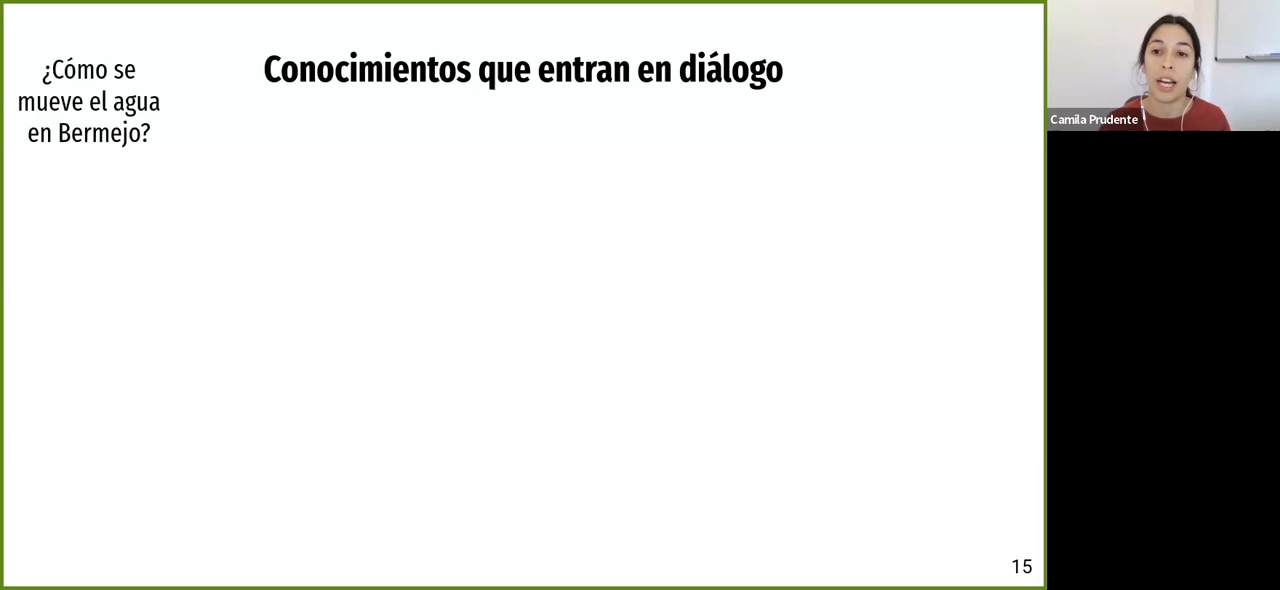 ¿Cómo se
mueve el agua
en Bermejo?
Conocimientos que entran en diálogo
Camila Prudente
15